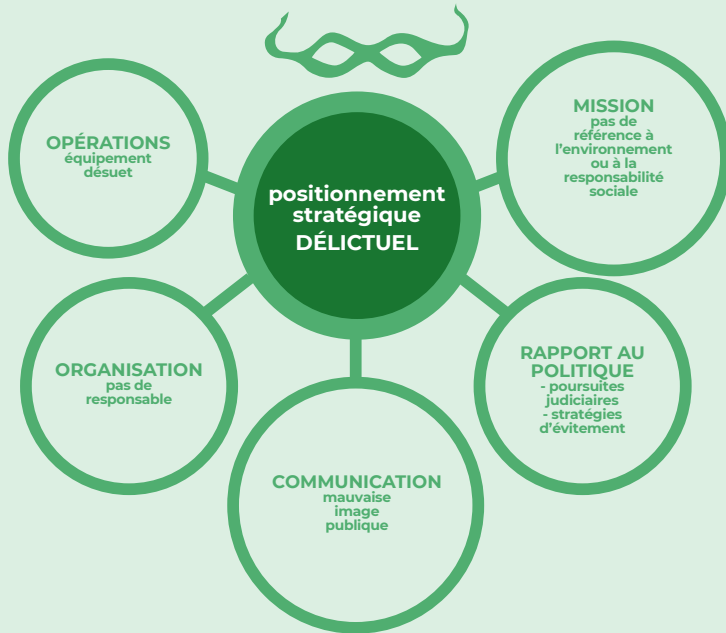 positionnement
stratégique
DÉLICTUEL
OPÉRATIONS
équipement
désuet
MISSION
pas de
référence à
l'environnement
ou à la
responsabilité
sociale
ORGANISATION
pas de
responsable
RAPPORT AU
POLITIQUE
- poursuites
judiciaires
- stratégies
d'évitement
COMMUNICATION
mauvaise
image
publique